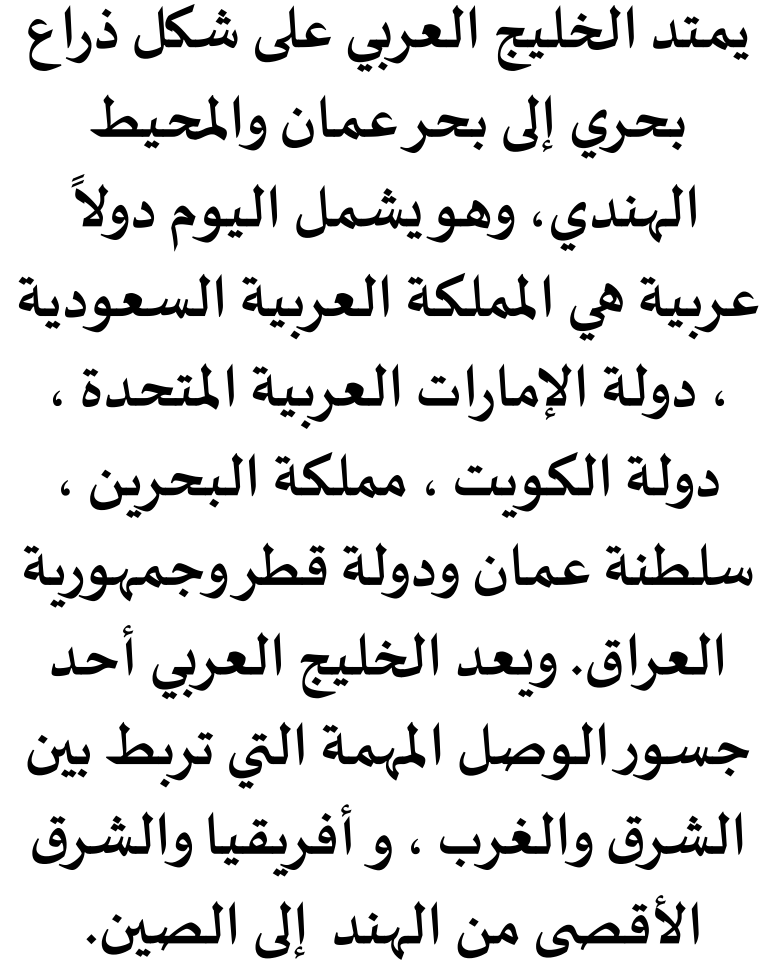 يمتد الخليج العربي على شكل ذراع
بحري إلى بحر عمان والمحيط
الهندي، وهو يشمل اليوم دولاً
عربية هي المملكة العربية السعودية
، دولة الإمارات العربية المتحدة ،
دولة الكويت ، مملكة البحرين ،
سلطنة عمان ودولة قطر وجمهورية
العراق. ويعد الخليج العربي أحد
جسور الوصل المهمة التي تربط بين
الشرق والغرب ، و أفريقيا والشرق
الأقصى من الهند إلى الصين.